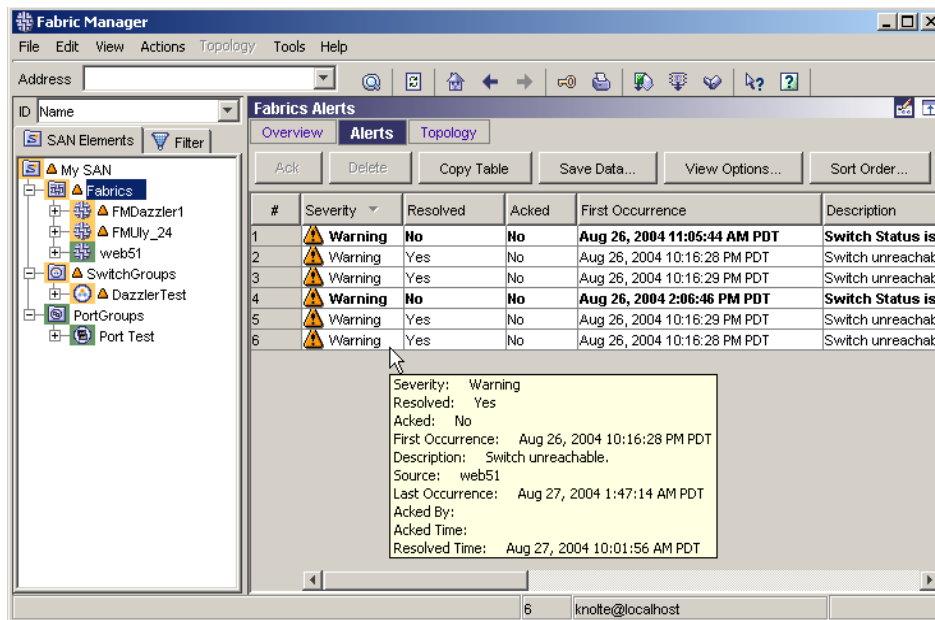 Fabric Manager
File Edit View Actions Topology Tools Help
Address
ID Name
SAN Elements Filter
My SAN
Fabrics
FMDazzler1
FMUly_24
web51
SwitchGroups
DazzlerTest
PortGroups
Port Test
Fabrics Alerts
Overview Alerts Topology
Ack Delete Copy Table Save Data... View Options... Sort Order...
# Severity Resolved Acked First Occurrence Description
1 Warning No No Aug 26, 2004 11:05:44 AM PDT Switch Status is
2 Warning Yes No Aug 26, 2004 10:16:28 PM PDT Switch unreachab
3 Warning Yes No Aug 26, 2004 10:16:29 PM PDT Switch unreachab
4 Warning No No Aug 26, 2004 2:06:46 PM PDT Switch Status is
5 Warning Yes No Aug 26, 2004 10:16:29 PM PDT Switch unreachab
6 Warning Yes No Aug 26, 2004 10:16:28 PM PDT Switch unreachab
Severity: Warning
Resolved: Yes
Acked: No
First Occurrence: Aug 26, 2004 10:16:28 PM PDT
Description: Switch unreachable.
Source: web51
Last Occurrence: Aug 27, 2004 1:47:14 AM PDT
Acked By:
Acked Time:
Resolved Time: Aug 27, 2004 10:01:56 AM PDT
6 knolte@localhost